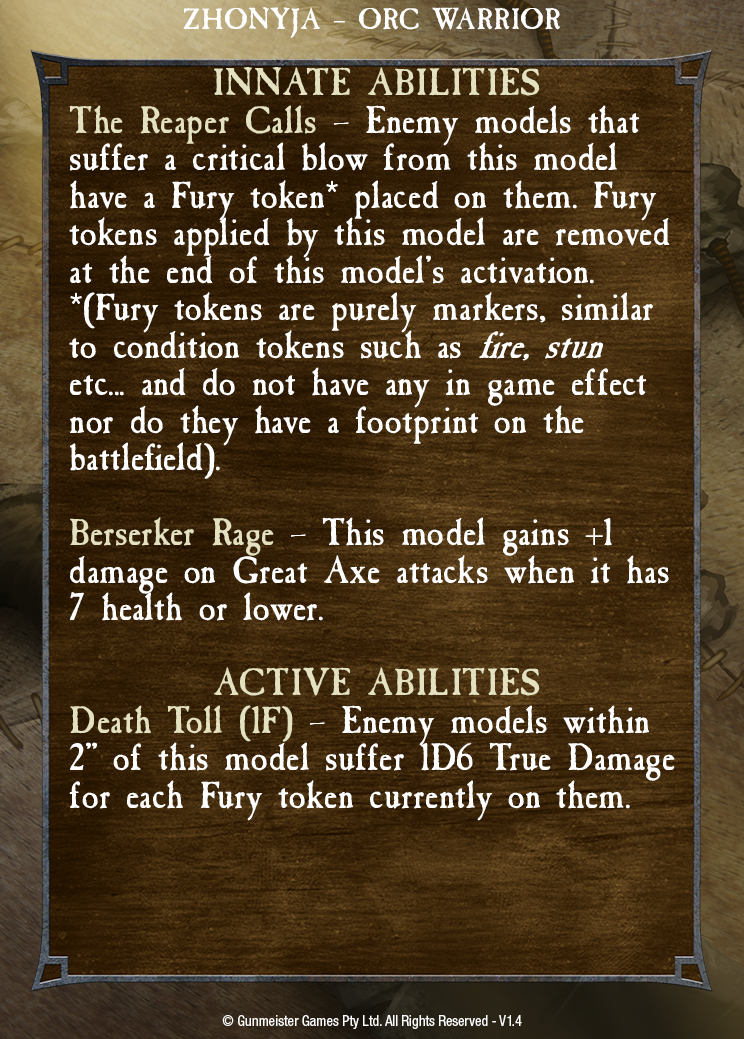 ZHONYJA – ORC WARRIOR
INNATE ABILITIES
The Reaper Calls – Enemy models that
suffer a critical blow from this model
have a Fury token* placed on them. Fury
tokens applied by this model are removed
at the end of this model's activation.
*(Fury tokens are purely markers, similar
to condition tokens such as fire, stun
etc... and do not have any in game effect
nor do they have a footprint on the
battlefield).
Berserker Rage – This model gains +1
damage on Great Axe attacks when it has
7 health or lower.
ACTIVE ABILITIES
Death Toll (1F) – Enemy models within
2" of this model suffer 1D6 True Damage
for each Fury token currently on them.
© Gunmeister Games Pty Ltd. All Rights Reserved - V1.4